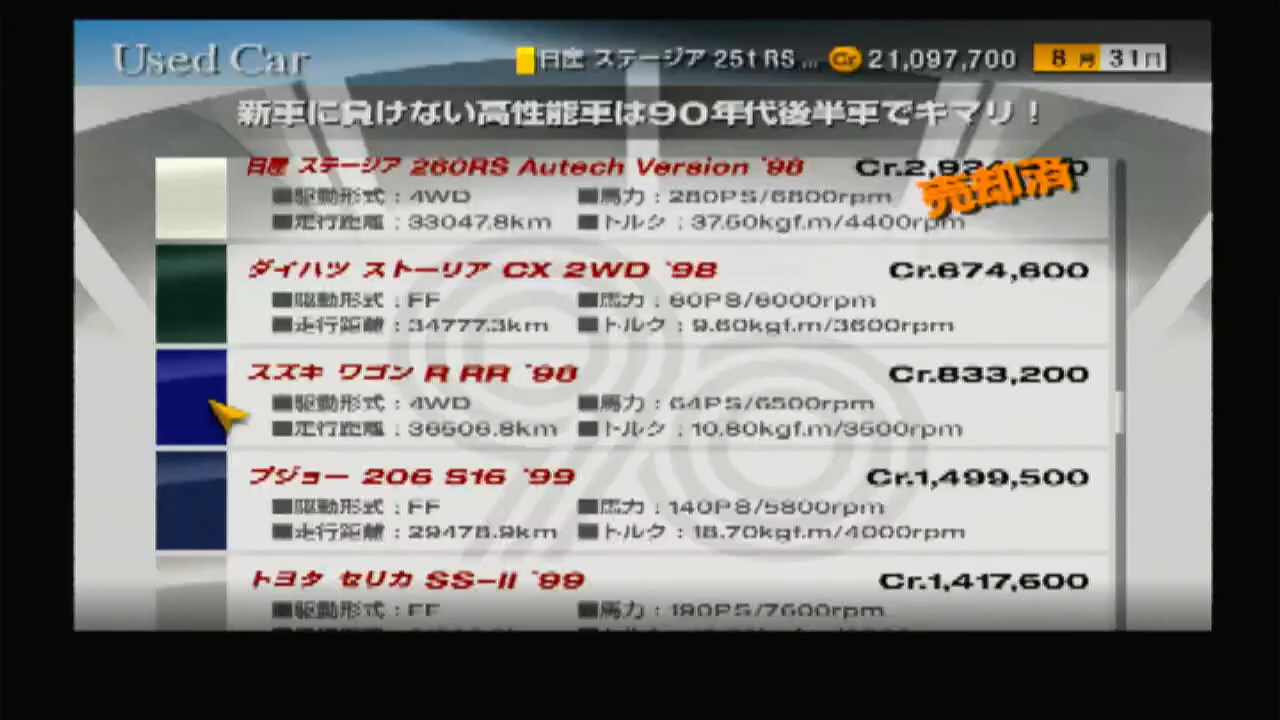 Used Car
日産 ステージア 25t RS ... Cr 21,097,700 8月 31日
新車に負けない高性能車は90年代後半車でキマリ！
日産 ステージア 260RS Autech Version '98
売却済
■駆動形式：4WD ■馬力：280PS/6800rpm
■走行距離：33047.8km ■トルク：37.50kgf.m/4400rpm
ダイハツ ストーリア CX 2WD '98 Cr.674,600
■駆動形式：FF ■馬力：60PS/6000rpm
■走行距離：34777.3km ■トルク：9.60kgf.m/3600rpm
スズキ ワゴン R RR '98 Cr.833,200
■駆動形式：4WD ■馬力：64PS/6500rpm
■走行距離：36506.8km ■トルク：10.80kgf.m/3500rpm
プジョー 206 S16 '99 Cr.1,499,500
■駆動形式：FF ■馬力：140PS/5800rpm
■走行距離：29478.9km ■トルク：18.70kgf.m/4000rpm
トヨタ セリカ SS-II '99 Cr.1,417,600
■駆動形式：FF ■馬力：190PS/7600rpm